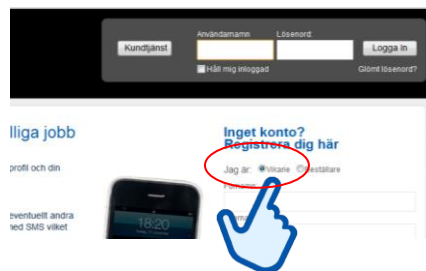 Användarnamn Lösenord
Kundtjänst
Logga in
Håll mig inloggad
Glömt lösenord?
lliga jobb
Inget konto?
Registrera dig här
Jag är: Vikarie Beställare
profil och din
18:20
eventuellt andra
ned SMS vilket